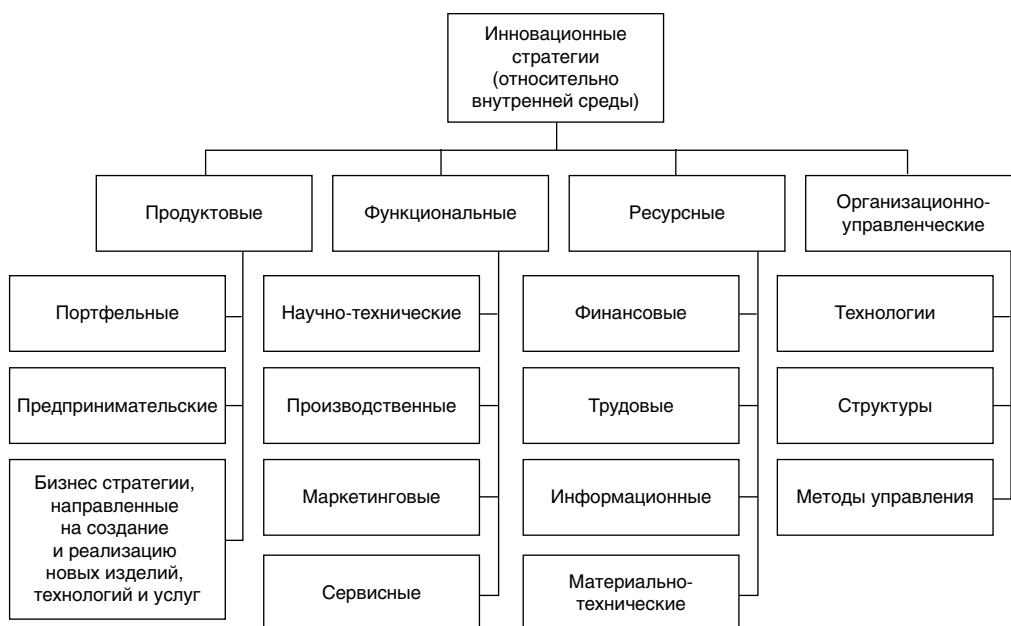 Инновационные
стратегии
(относительно
внутренней среды)
Продуктовые
Функциональные
Ресурсные
Организационно-
управленческие
Портфельные
Научно-технические
Финансовые
Технологии
Предпринимательские
Производственные
Трудовые
Структуры
Бизнес стратегии,
направленные
на создание
и реализацию
новых изделий,
технологий и услуг
Маркетинговые
Информационные
Методы управления
Сервисные
Материально-
технические